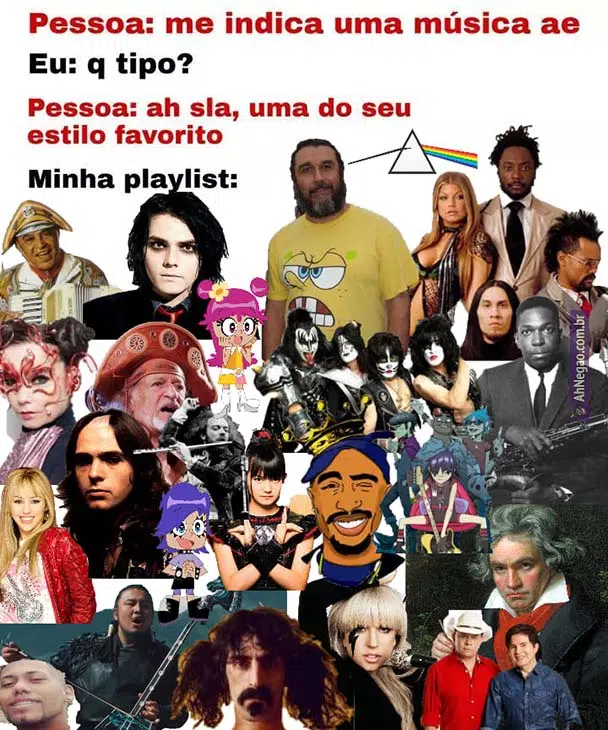 Pessoa: me indica uma música ae
Eu: q tipo?
Pessoa: ah sla, uma do seu
estilo favorito
Minha playlist:
AhNegao.com.br